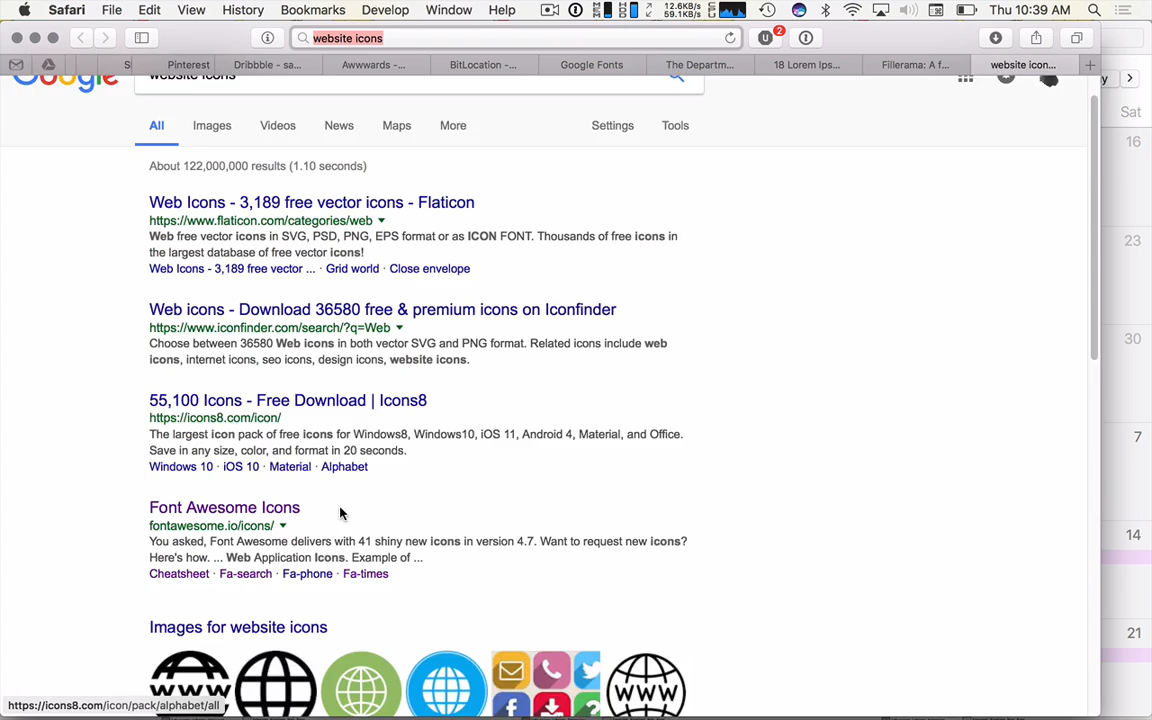 Safari File Edit View History Bookmarks Develop Window Help 12.6KB/s 59.1KB/s Thu 10:39 AM
website icons 2
S Pinterest Dribbble - sa... Awwwards -... BitLocation -... Google Fonts The Departm... 18 Lorem Ips... Fillerama: A f... website icon... +
Google website icons
y
All Images Videos News Maps More Settings Tools
Sat
About 122,000,000 results (1.10 seconds)
16
Web Icons - 3,189 free vector icons - Flaticon
https://www.flaticon.com/categories/web
Web free vector icons in SVG, PSD, PNG, EPS format or as ICON FONT. Thousands of free icons in
23
the largest database of free vector icons!
Web Icons - 3,189 free vector ... · Grid world · Close envelope
Web icons - Download 36580 free & premium icons on Iconfinder
https://www.iconfinder.com/search/?q=Web
30
Choose between 36580 Web icons in both vector SVG and PNG format. Related icons include web
icons, internet icons, seo icons, design icons, website icons.
55,100 Icons - Free Download | Icons8
https://icons8.com/icon/
The largest icon pack of free icons for Windows8, Windows10, iOS 11, Android 4, Material, and Office.
7
Save in any size, color, and format in 20 seconds.
Windows 10 · iOS 10 · Material · Alphabet
Font Awesome Icons
fontawesome.io/icons/
14
You asked, Font Awesome delivers with 41 shiny new icons in version 4.7. Want to request new icons?
Here's how. ... Web Application Icons. Example of ...
Cheatsheet · Fa-search · Fa-phone · Fa-times
Images for website icons
21
WWW
WWW
https://icons8.com/icon/pack/alphabet/all